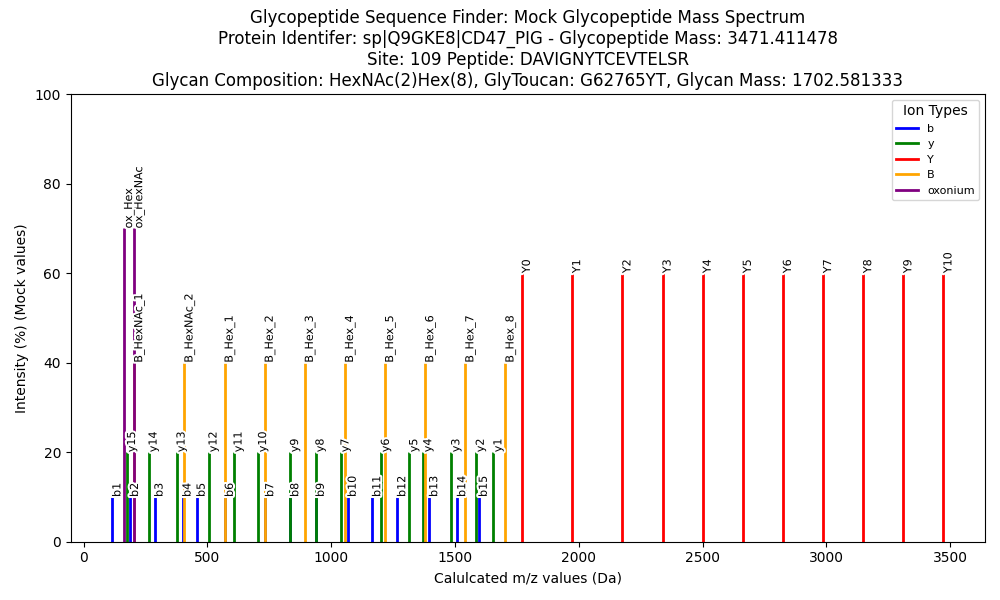 Glycopeptide Sequence Finder: Mock Glycopeptide Mass Spectrum
Protein Identifer: sp|Q9GKE8|CD47_PIG - Glycopeptide Mass: 3471.411478
Site: 109 Peptide: DAVIGNYTCEVTELSR
Glycan Composition: HexNAc(2)Hex(8), GlyToucan: G62765YT, Glycan Mass: 1702.581333
Intensity (%) (Mock values)
100
80
60
40
20
0
Ion Types
b
y
Y
B
oxonium
ox_Hex
ox_HexNAc
Y0
Y1
Y2
Y3
Y4
Y5
Y6
Y7
Y8
Y9
Y10
B_HexNAc_1
B_HexNAc_2
B_Hex_1
B_Hex_2
B_Hex_3
B_Hex_4
B_Hex_5
B_Hex_6
B_Hex_7
B_Hex_8
y15
y14
y13
y12
y11
y10
y9
y8
y7
y6
y5
y4
y3
y2
y1
b1
b2
b3
b4
b5
b6
b7
b8
b9
b10
b11
b12
b13
b14
b15
0
500
1000
1500
2000
2500
3000
3500
Calulcated m/z values (Da)